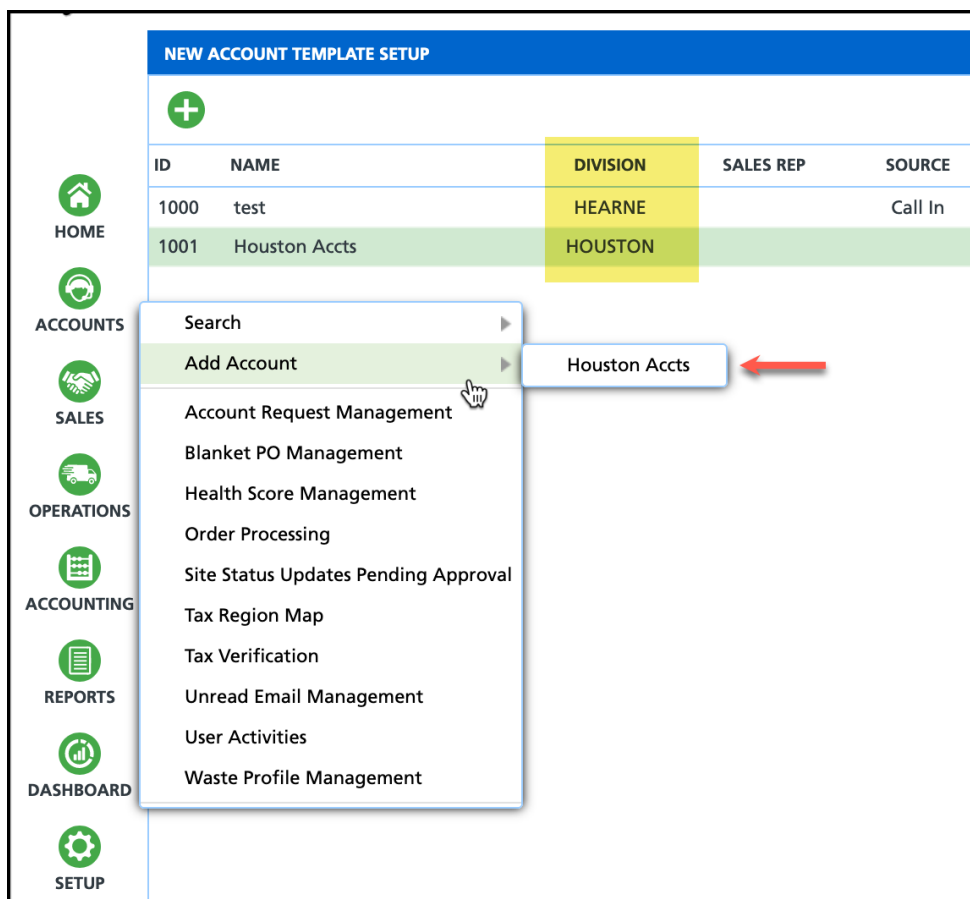 NEW ACCOUNT TEMPLATE SETUP
ID NAME DIVISION SALES REP SOURCE
1000 test HEARNE Call In
1001 Houston Accts HOUSTON
HOME
ACCOUNTS
SALES
OPERATIONS
ACCOUNTING
REPORTS
DASHBOARD
SETUP
Search
Add Account
Houston Accts
Account Request Management
Blanket PO Management
Health Score Management
Order Processing
Site Status Updates Pending Approval
Tax Region Map
Tax Verification
Unread Email Management
User Activities
Waste Profile Management